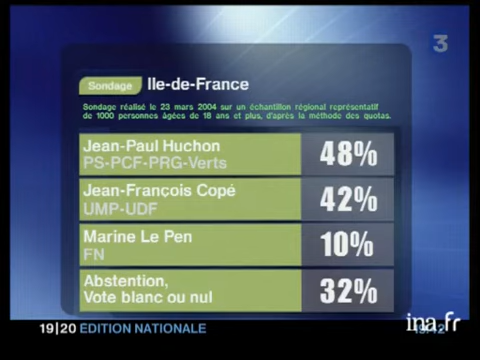 3
Sondage Ile-de-France
Sondage réalisé le 23 mars 2004 sur un échantillon régional représentatif
de 1000 personnes âgées de 18 ans et plus, d'après la méthode des quotas.
Jean-Paul Huchon 48%
PS-PCF-PRG-Verts
Jean-François Copé 42%
UMP-UDF
Marine Le Pen 10%
FN
Abstention, 32%
Vote blanc ou nul
19|20 EDITION NATIONALE
ina.fr